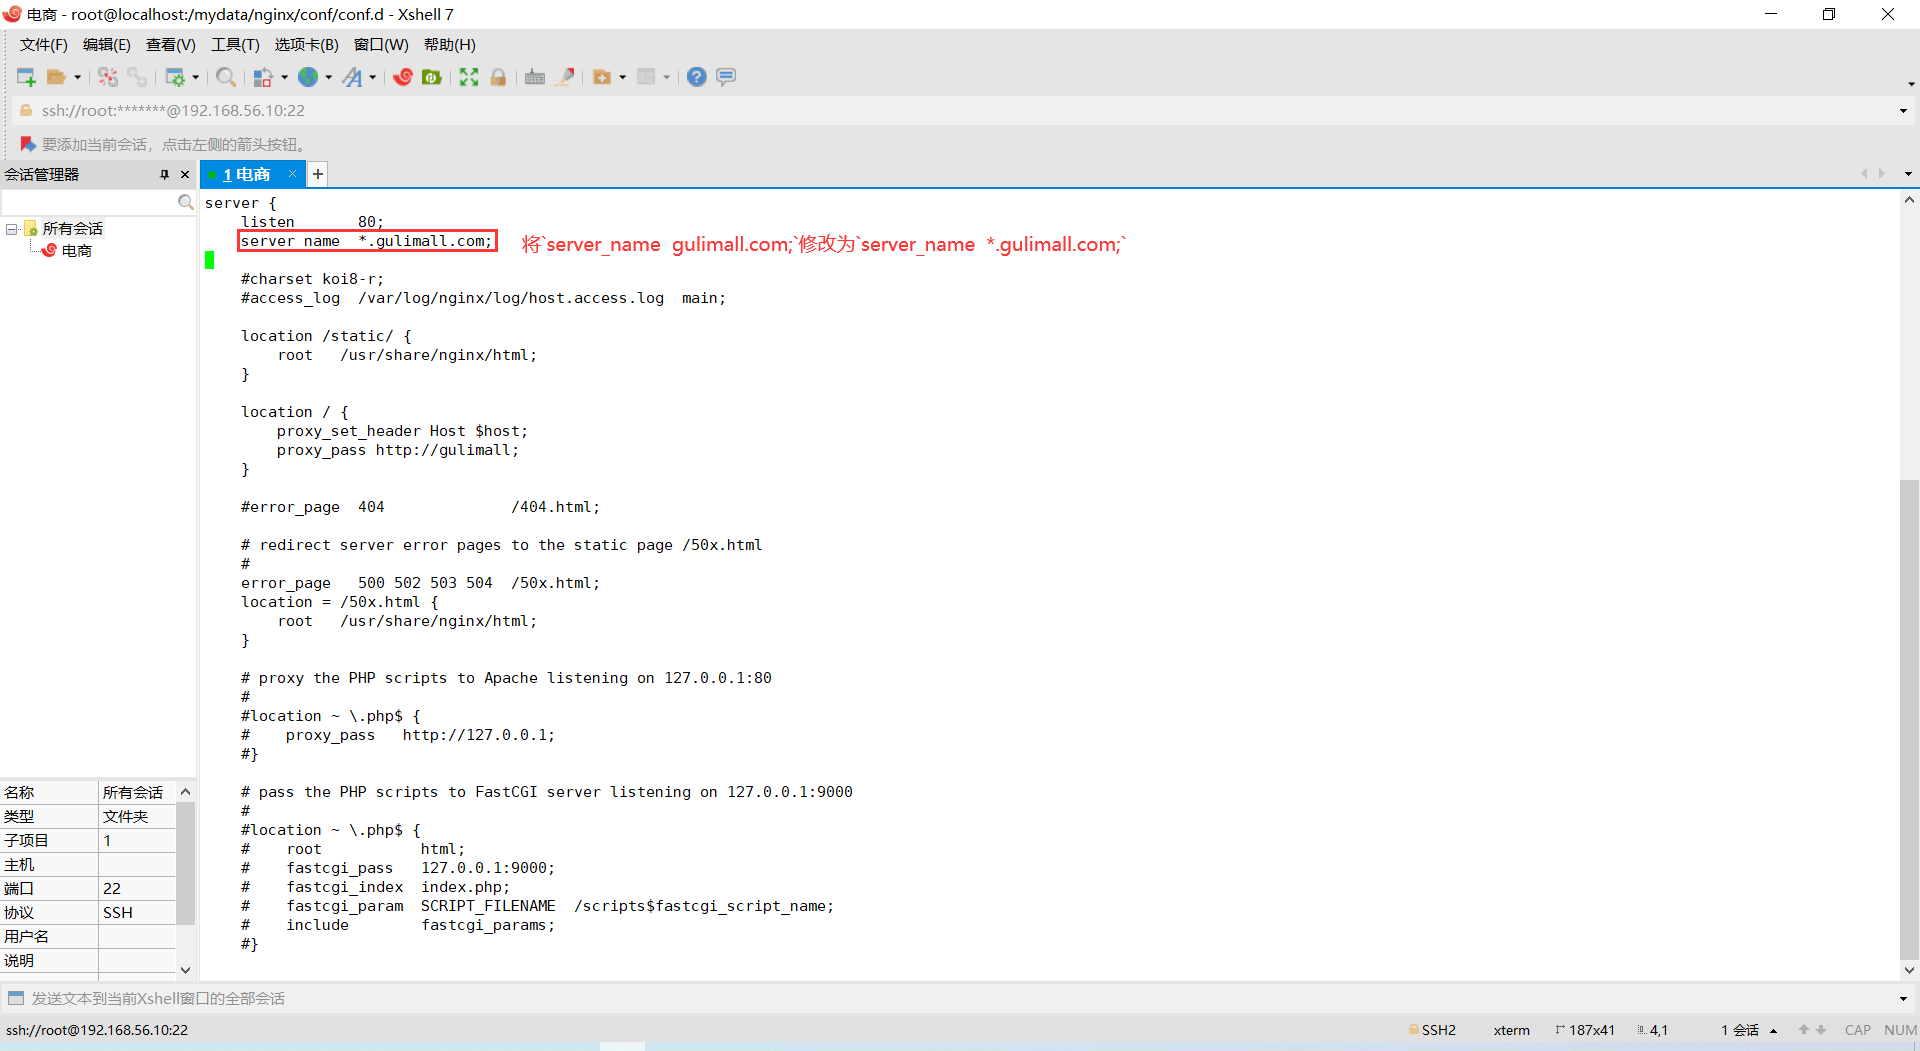 电商 - root@localhost:/mydata/nginx/conf/conf.d - Xshell 7
文件(F) 编辑(E) 查看(V) 工具(T) 选项卡(B) 窗口(W) 帮助(H)
ssh://root:*******@192.168.56.10:22
要添加当前会话，点击左侧的箭头按钮。
会话管理器
1 电商
所有会话
电商
server {
    listen       80;
    server_name  *.gulimall.com;
将`server_name  gulimall.com;`修改为`server_name  *.gulimall.com;`
    #charset koi8-r;
    #access_log  /var/log/nginx/log/host.access.log  main;
    location /static/ {
        root   /usr/share/nginx/html;
    }
    location / {
        proxy_set_header Host $host;
        proxy_pass http://gulimall;
    }
    #error_page  404              /404.html;
    # redirect server error pages to the static page /50x.html
    #
    error_page   500 502 503 504  /50x.html;
    location = /50x.html {
        root   /usr/share/nginx/html;
    }
    # proxy the PHP scripts to Apache listening on 127.0.0.1:80
    #
    #location ~ \.php$ {
    #    proxy_pass   http://127.0.0.1;
    #}
    # pass the PHP scripts to FastCGI server listening on 127.0.0.1:9000
    #
    #location ~ \.php$ {
    #    root           html;
    #    fastcgi_pass   127.0.0.1:9000;
    #    fastcgi_index  index.php;
    #    fastcgi_param  SCRIPT_FILENAME  /scripts$fastcgi_script_name;
    #    include        fastcgi_params;
    #}
名称 所有会话
类型 文件夹
子项目 1
主机
端口 22
协议 SSH
用户名
说明
发送文本到当前Xshell窗口的全部会话
ssh://root@192.168.56.10:22 SSH2 xterm 187x41 4,1 1 会话 CAP NUM